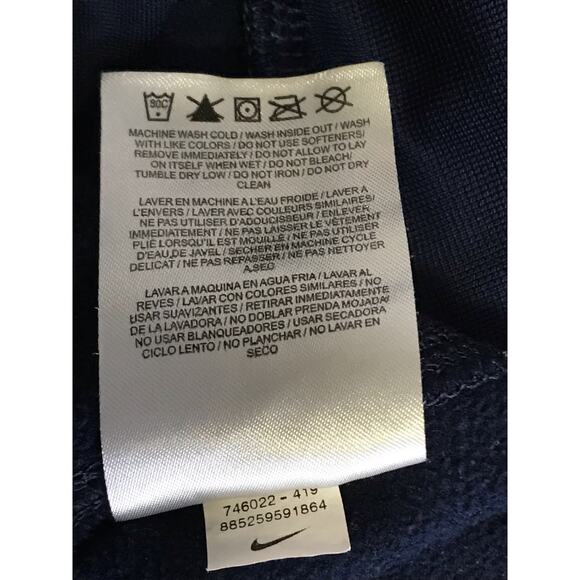 30C
MACHINE WASH COLD / WASH INSIDE OUT / WASH
WITH LIKE COLORS / DO NOT USE SOFTENERS/
REMOVE IMMEDIATELY / DO NOT ALLOW TO LAY
ON ITSELF WHEN WET / DO NOT BLEACH/
TUMBLE DRY LOW / DO NOT IRON / DO NOT DRY
CLEAN
LAVER EN MACHINE A L'EAU FROIDE / LAVER A
L'ENVERS / LAVER AVEC COULEURS SIMILAIRES/
NE PAS UTILISER D'ADOUCISSEUR / ENLEVER
IMMEDIATEMENT / NE PAS LAISSER LE VÊTEMENT
PLIÉ LORSQU'IL EST MOUILLÉ / NE PAS UTILISER
D'EAU DE JAVEL / SECHER EN MACHINE CYCLE
DELICAT / NE PAS REPASSER / NE PAS NETTOYER
A SEC
LAVAR A MAQUINA EN AGUA FRIA / LAVAR AL
REVES / LAVAR CON COLORES SIMILARES / NO
USAR SUAVIZANTES / RETIRAR INMEDIATAMENTE
DE LA LAVADORA / NO DOBLAR PRENDA MOJADA/
NO USAR BLANQUEADORES / USAR SECADORA EN
CICLO LENTO / NO PLANCHAR / NO LAVAR EN
SECO
746022 - 419
885259591864